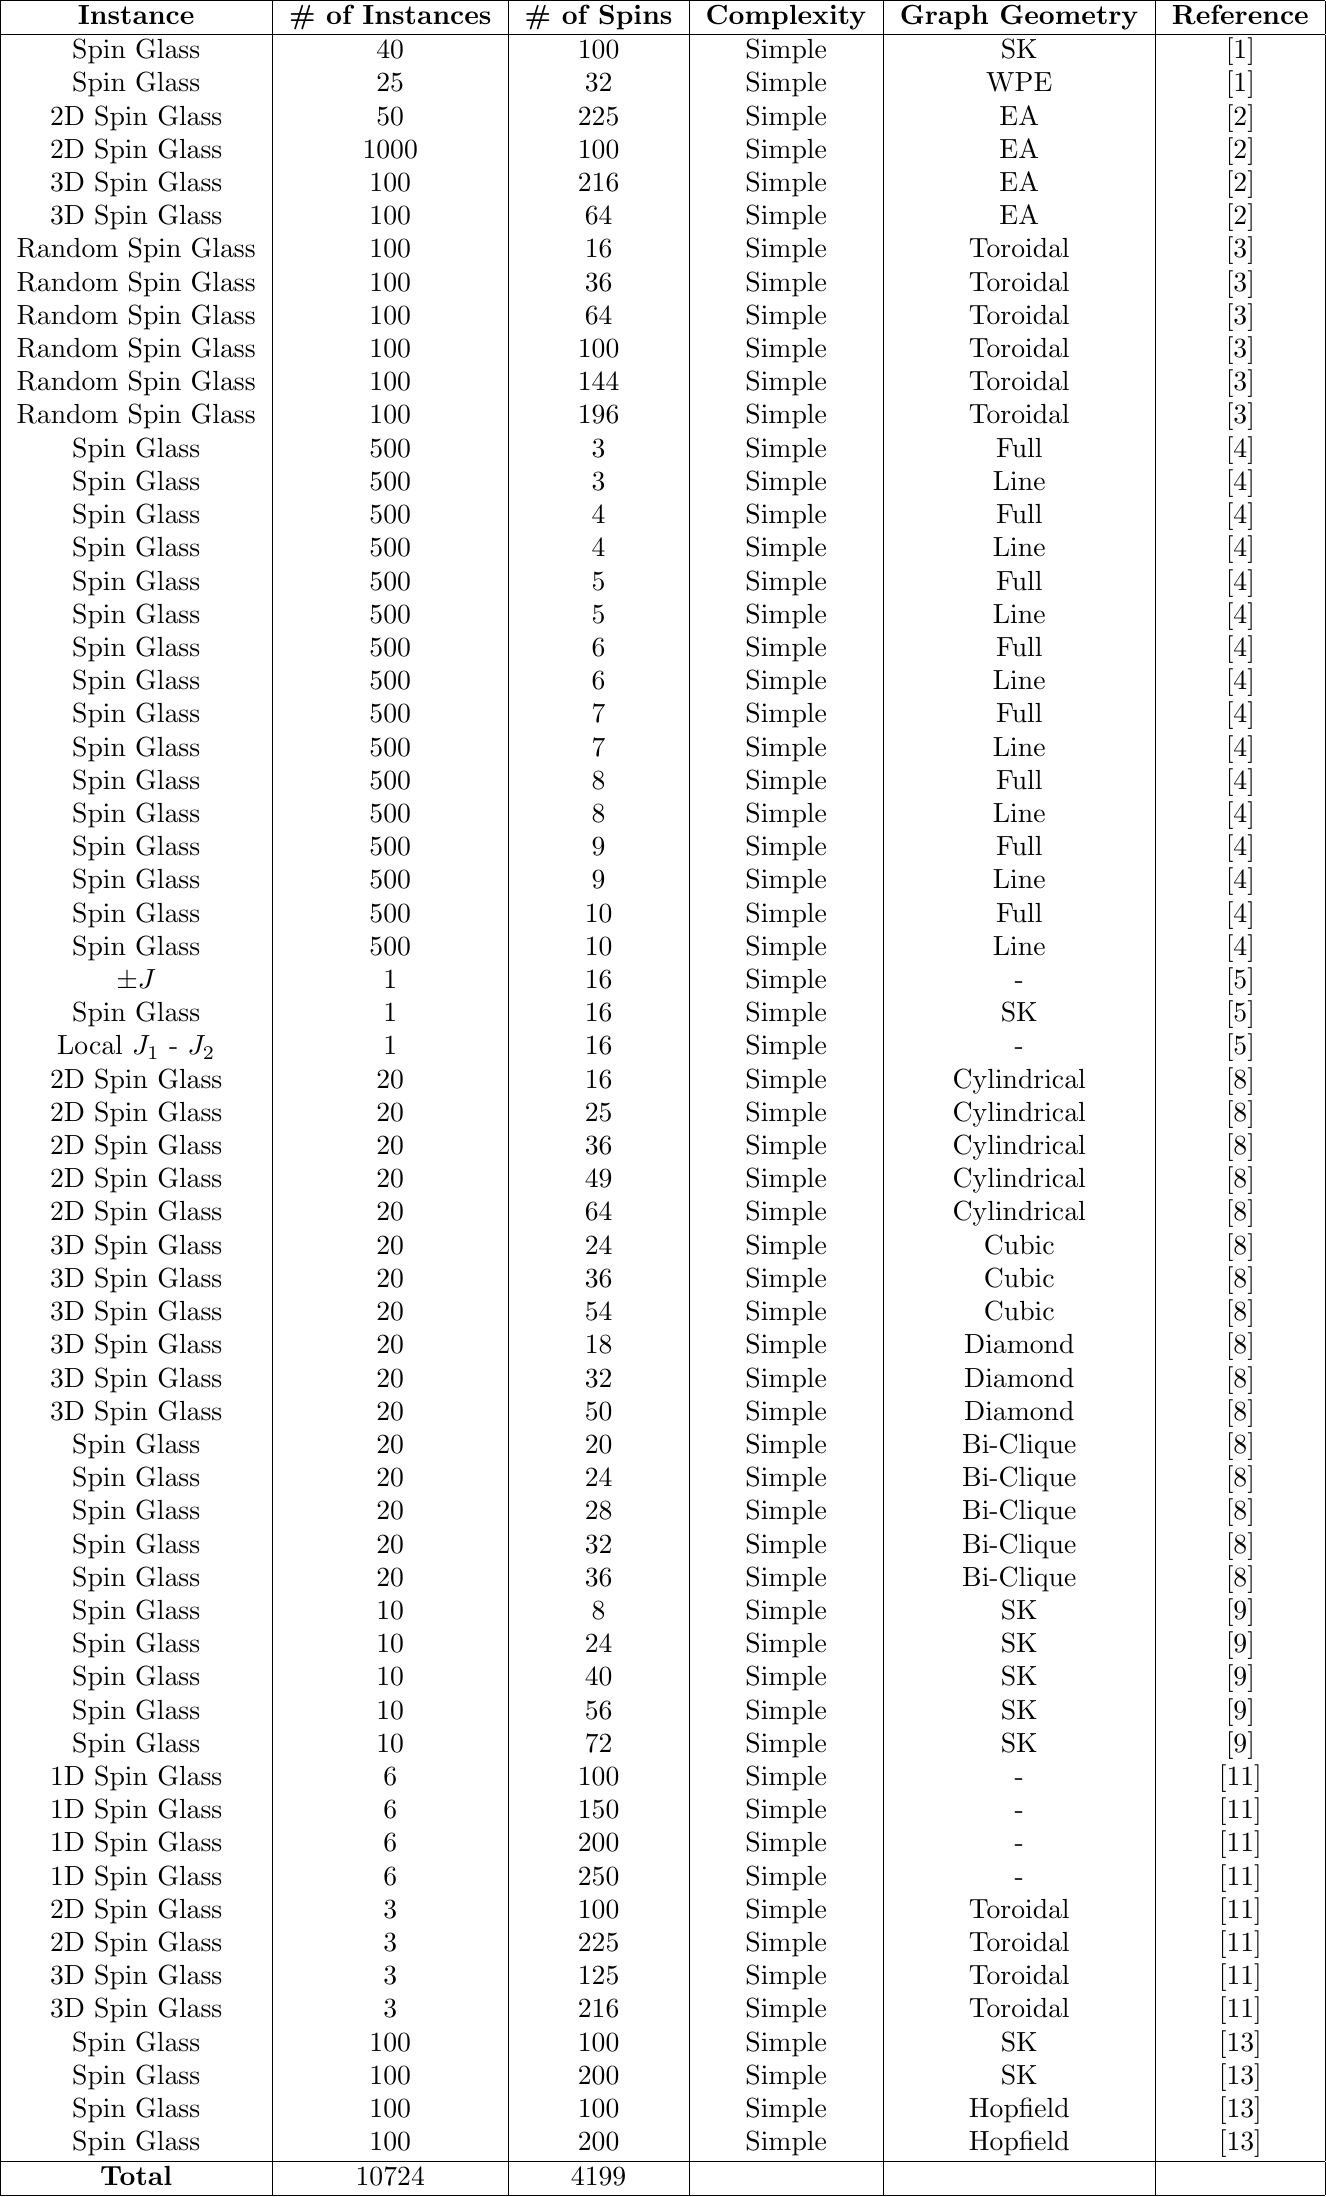 Instance # of Instances # of Spins Complexity Graph Geometry Reference
Spin Glass 40 100 Simple SK [1]
Spin Glass 25 32 Simple WPE [1]
2D Spin Glass 50 225 Simple EA [2]
2D Spin Glass 1000 100 Simple EA [2]
3D Spin Glass 100 216 Simple EA [2]
3D Spin Glass 100 64 Simple EA [2]
Random Spin Glass 100 16 Simple Toroidal [3]
Random Spin Glass 100 36 Simple Toroidal [3]
Random Spin Glass 100 64 Simple Toroidal [3]
Random Spin Glass 100 100 Simple Toroidal [3]
Random Spin Glass 100 144 Simple Toroidal [3]
Random Spin Glass 100 196 Simple Toroidal [3]
Spin Glass 500 3 Simple Full [4]
Spin Glass 500 3 Simple Line [4]
Spin Glass 500 4 Simple Full [4]
Spin Glass 500 4 Simple Line [4]
Spin Glass 500 5 Simple Full [4]
Spin Glass 500 5 Simple Line [4]
Spin Glass 500 6 Simple Full [4]
Spin Glass 500 6 Simple Line [4]
Spin Glass 500 7 Simple Full [4]
Spin Glass 500 7 Simple Line [4]
Spin Glass 500 8 Simple Full [4]
Spin Glass 500 8 Simple Line [4]
Spin Glass 500 9 Simple Full [4]
Spin Glass 500 9 Simple Line [4]
Spin Glass 500 10 Simple Full [4]
Spin Glass 500 10 Simple Line [4]
±J 1 16 Simple - [5]
Spin Glass 1 16 Simple SK [5]
Local J₁ - J₂ 1 16 Simple - [5]
2D Spin Glass 20 16 Simple Cylindrical [8]
2D Spin Glass 20 25 Simple Cylindrical [8]
2D Spin Glass 20 36 Simple Cylindrical [8]
2D Spin Glass 20 49 Simple Cylindrical [8]
2D Spin Glass 20 64 Simple Cylindrical [8]
3D Spin Glass 20 24 Simple Cubic [8]
3D Spin Glass 20 36 Simple Cubic [8]
3D Spin Glass 20 54 Simple Cubic [8]
3D Spin Glass 20 18 Simple Diamond [8]
3D Spin Glass 20 32 Simple Diamond [8]
3D Spin Glass 20 50 Simple Diamond [8]
Spin Glass 20 20 Simple Bi-Clique [8]
Spin Glass 20 24 Simple Bi-Clique [8]
Spin Glass 20 28 Simple Bi-Clique [8]
Spin Glass 20 32 Simple Bi-Clique [8]
Spin Glass 20 36 Simple Bi-Clique [8]
Spin Glass 10 8 Simple SK [9]
Spin Glass 10 24 Simple SK [9]
Spin Glass 10 40 Simple SK [9]
Spin Glass 10 56 Simple SK [9]
Spin Glass 10 72 Simple SK [9]
1D Spin Glass 6 100 Simple - [11]
1D Spin Glass 6 150 Simple - [11]
1D Spin Glass 6 200 Simple - [11]
1D Spin Glass 6 250 Simple - [11]
2D Spin Glass 3 100 Simple Toroidal [11]
2D Spin Glass 3 225 Simple Toroidal [11]
3D Spin Glass 3 125 Simple Toroidal [11]
3D Spin Glass 3 216 Simple Toroidal [11]
Spin Glass 100 100 Simple SK [13]
Spin Glass 100 200 Simple SK [13]
Spin Glass 100 100 Simple Hopfield [13]
Spin Glass 100 200 Simple Hopfield [13]
Total 10724 4199